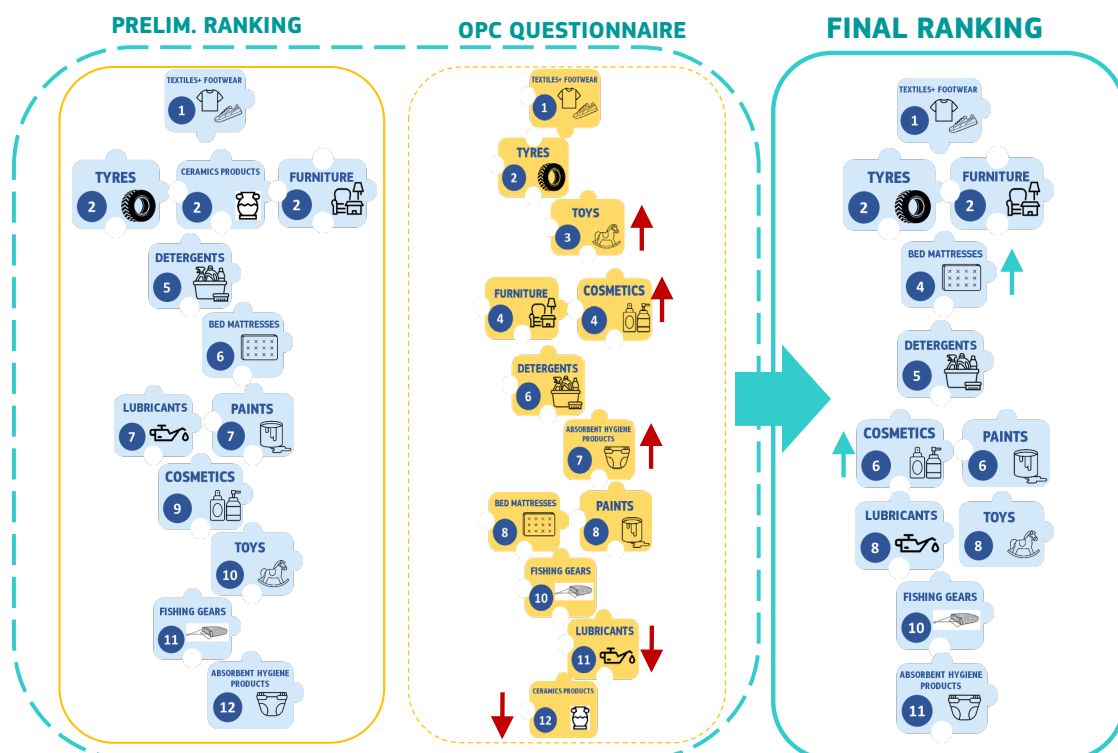 PRELIM. RANKING
TEXTILES+ FOOTWEAR
1
TYRES
2
CERAMICS PRODUCTS
2
FURNITURE
2
DETERGENTS
5
BED MATTRESSES
6
LUBRICANTS
7
PAINTS
7
COSMETICS
9
TOYS
10
FISHING GEARS
11
ABSORBENT HYGIENE
PRODUCTS
12
OPC QUESTIONNAIRE
TEXTILES+ FOOTWEAR
1
TYRES
2
TOYS
3
FURNITURE
4
COSMETICS
4
DETERGENTS
6
ABSORBENT HYGIENE
PRODUCTS
7
BED MATTRESSES
8
PAINTS
8
FISHING GEARS
10
LUBRICANTS
11
CERAMICS PRODUCTS
12
FINAL RANKING
TEXTILES+ FOOTWEAR
1
TYRES
2
FURNITURE
2
BED MATTRESSES
4
DETERGENTS
5
COSMETICS
6
PAINTS
6
LUBRICANTS
8
TOYS
8
FISHING GEARS
10
ABSORBENT HYGIENE
PRODUCTS
11